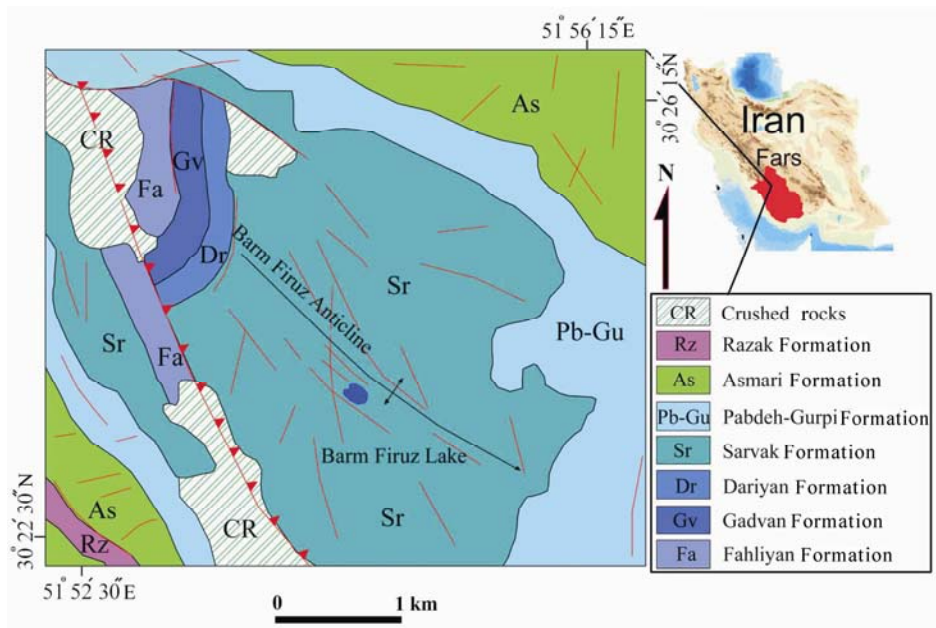 51° 56′ 15″E
30° 26′ 15″N
Iran
Fars
N
As
CR
Gv
Fa
Dr
Barm Firuz Anticline
Sr
Sr
Pb-Gu
Fa
Barm Firuz Lake
As
Sr
CR
Rz
30° 22′ 30″N
51° 52′ 30″E
0 1 km
CR Crushed rocks
Rz Razak Formation
As Asmari Formation
Pb-Gu Pabdeh-Gurpi Formation
Sr Sarvak Formation
Dr Dariyan Formation
Gv Gadvan Formation
Fa Fahliyan Formation